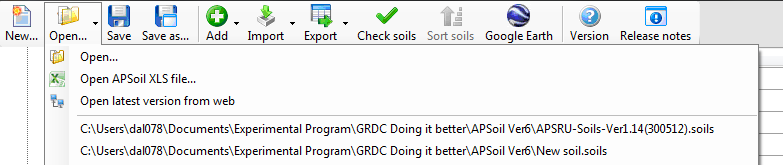 New... Open... Save Save as... Add Import Export Check soils Sort soils Google Earth Version Release notes
Open...
Open APSoil XLS file...
Open latest version from web
C:\Users\dal078\Documents\Experimental Program\GRDC Doing it better\APSoil Ver6\APSRU-Soils-Ver1.14(300512).soils
C:\Users\dal078\Documents\Experimental Program\GRDC Doing it better\APSoil Ver6\New soil.soils